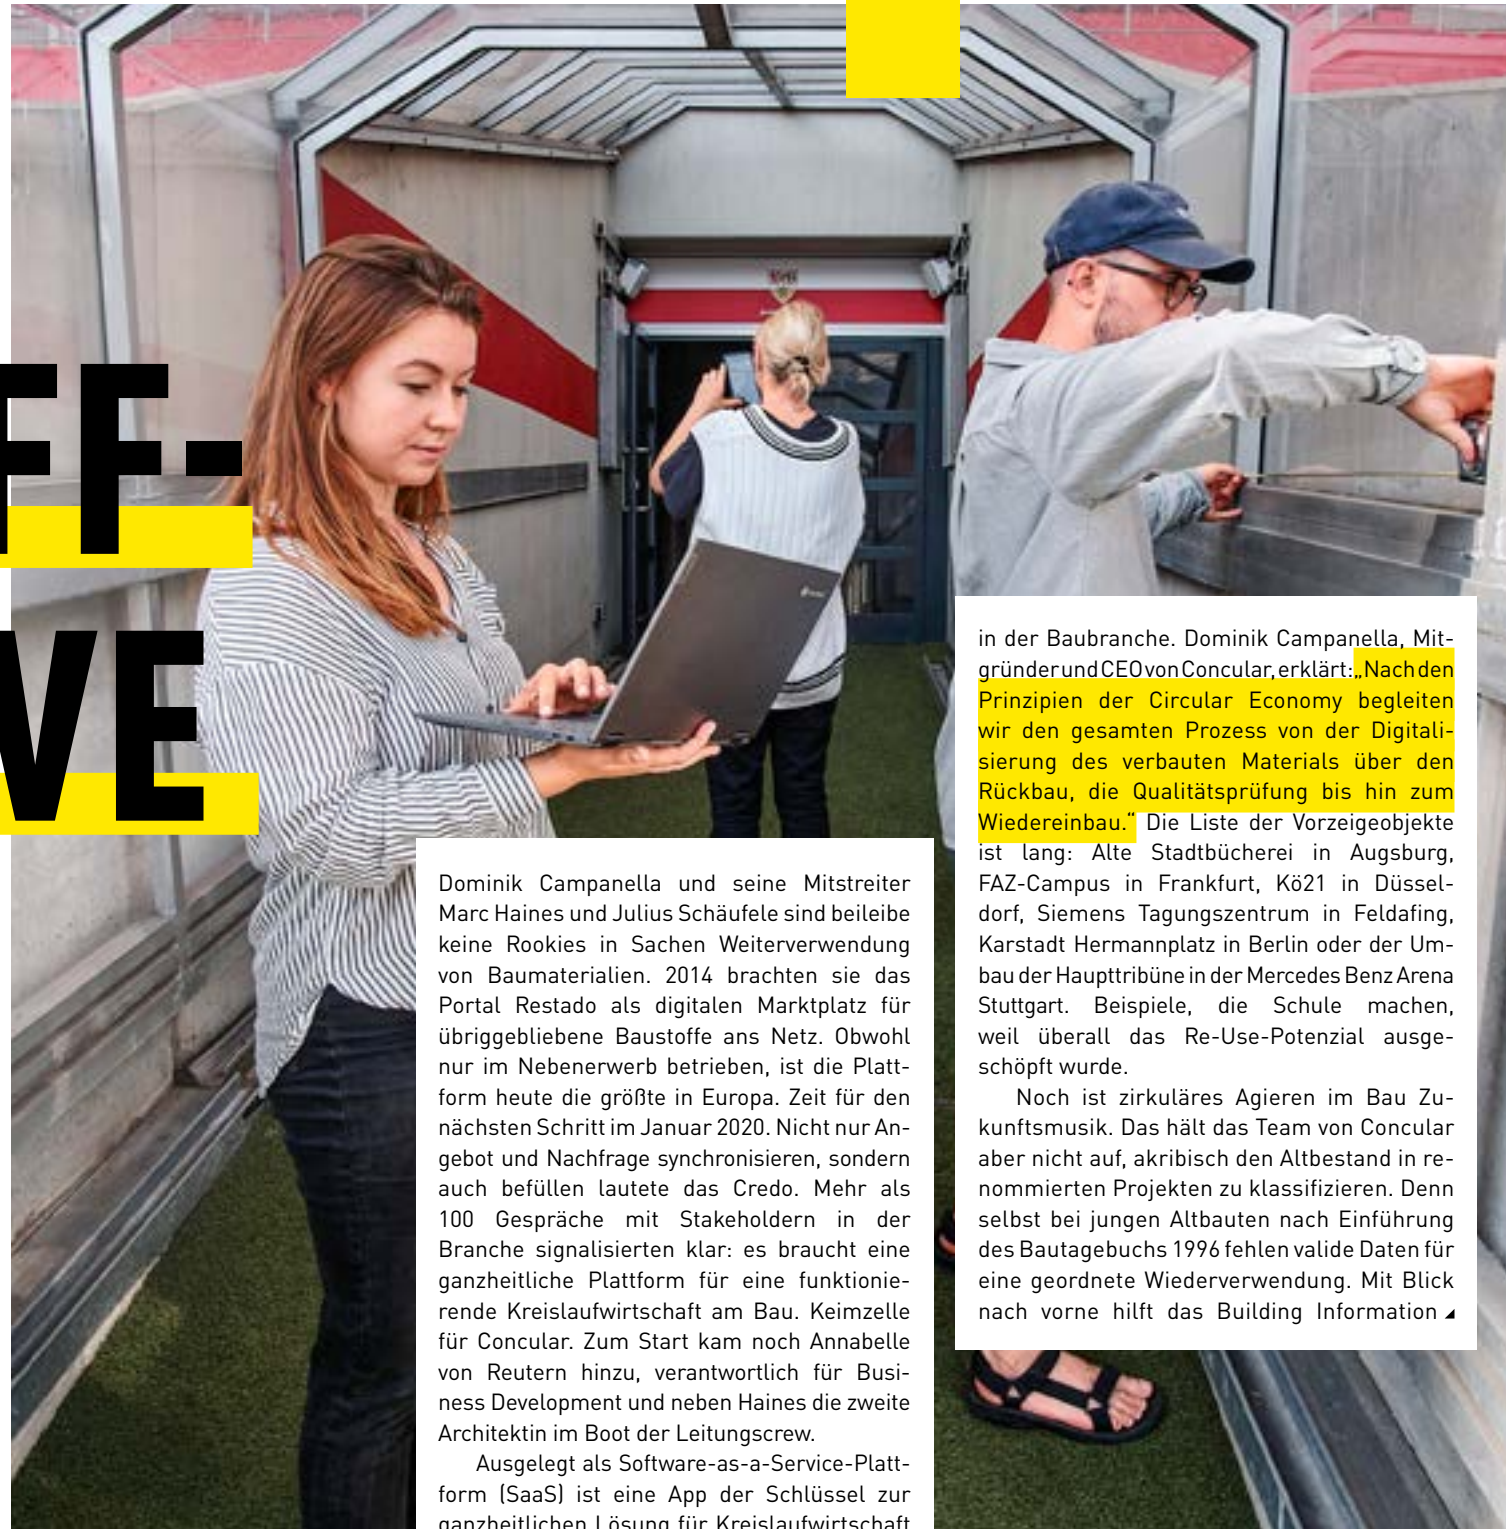 FF-
VE
Dominik Campanella und seine Mitstreiter
Marc Haines und Julius Schäufele sind beileibe
keine Rookies in Sachen Weiterverwendung
von Baumaterialien. 2014 brachten sie das
Portal Restado als digitalen Marktplatz für
übriggebliebene Baustoffe ans Netz. Obwohl
nur im Nebenerwerb betrieben, ist die Platt-
form heute die größte in Europa. Zeit für den
nächsten Schritt im Januar 2020. Nicht nur An-
gebot und Nachfrage synchronisieren, sondern
auch befüllen lautete das Credo. Mehr als
100 Gespräche mit Stakeholdern in der
Branche signalisierten klar: es braucht eine
ganzheitliche Plattform für eine funktionie-
rende Kreislaufwirtschaft am Bau. Keimzelle
für Concular. Zum Start kam noch Annabelle
von Reutern hinzu, verantwortlich für Busi-
ness Development und neben Haines die zweite
Architektin im Boot der Leitungscrew.
Ausgelegt als Software-as-a-Service-Platt-
form (SaaS) ist eine App der Schlüssel zur
ganzheitlichen Lösung für Kreislaufwirtschaft
in der Baubranche. Dominik Campanella, Mit-
gründer und CEO von Concular, erklärt: „Nach den
Prinzipien der Circular Economy begleiten
wir den gesamten Prozess von der Digitali-
sierung des verbauten Materials über den
Rückbau, die Qualitätsprüfung bis hin zum
Wiedereinbau.“ Die Liste der Vorzeigeobjekte
ist lang: Alte Stadtbücherei in Augsburg,
FAZ-Campus in Frankfurt, Kö21 in Düssel-
dorf, Siemens Tagungszentrum in Feldafing,
Karstadt Hermannplatz in Berlin oder der Um-
bau der Haupttribüne in der Mercedes Benz Arena
Stuttgart. Beispiele, die Schule machen,
weil überall das Re-Use-Potenzial ausge-
schöpft wurde.
Noch ist zirkuläres Agieren im Bau Zu-
kunftsmusik. Das hält das Team von Concular
aber nicht auf, akribisch den Altbestand in re-
nommierten Projekten zu klassifizieren. Denn
selbst bei jungen Altbauten nach Einführung
des Bautagebuchs 1996 fehlen valide Daten für
eine geordnete Wiederverwendung. Mit Blick
nach vorne hilft das Building Information